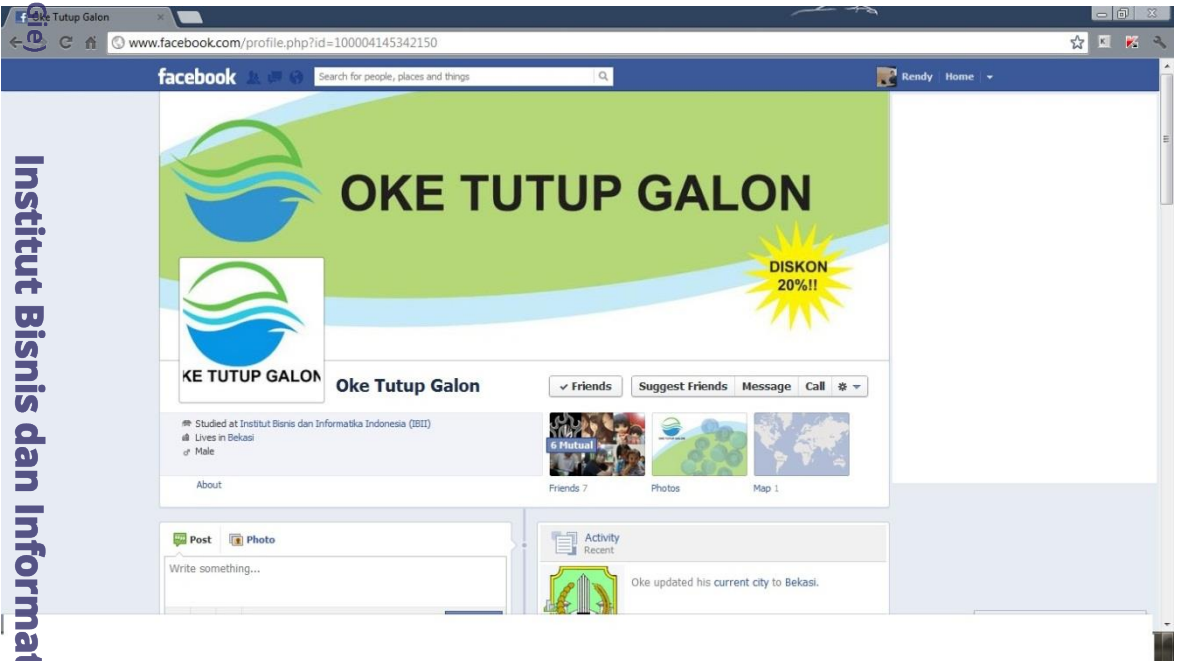 Oke Tutup Galon
www.facebook.com/profile.php?id=100004145342150
facebook
Search for people, places and things
Rendy
Home
OKE TUTUP GALON
DISKON
20%!!
KE TUTUP GALON
Oke Tutup Galon
Friends
Suggest Friends
Message
Call
Studied at Institut Bisnis dan Informatika Indonesia (IBII)
Lives in Bekasi
Male
About
6 Mutual
Friends 7
Photos
Map 1
Post
Photo
Write something...
Activity
Recent
Oke updated his current city to Bekasi.
Gie)
Institut Bisnis dan Informat